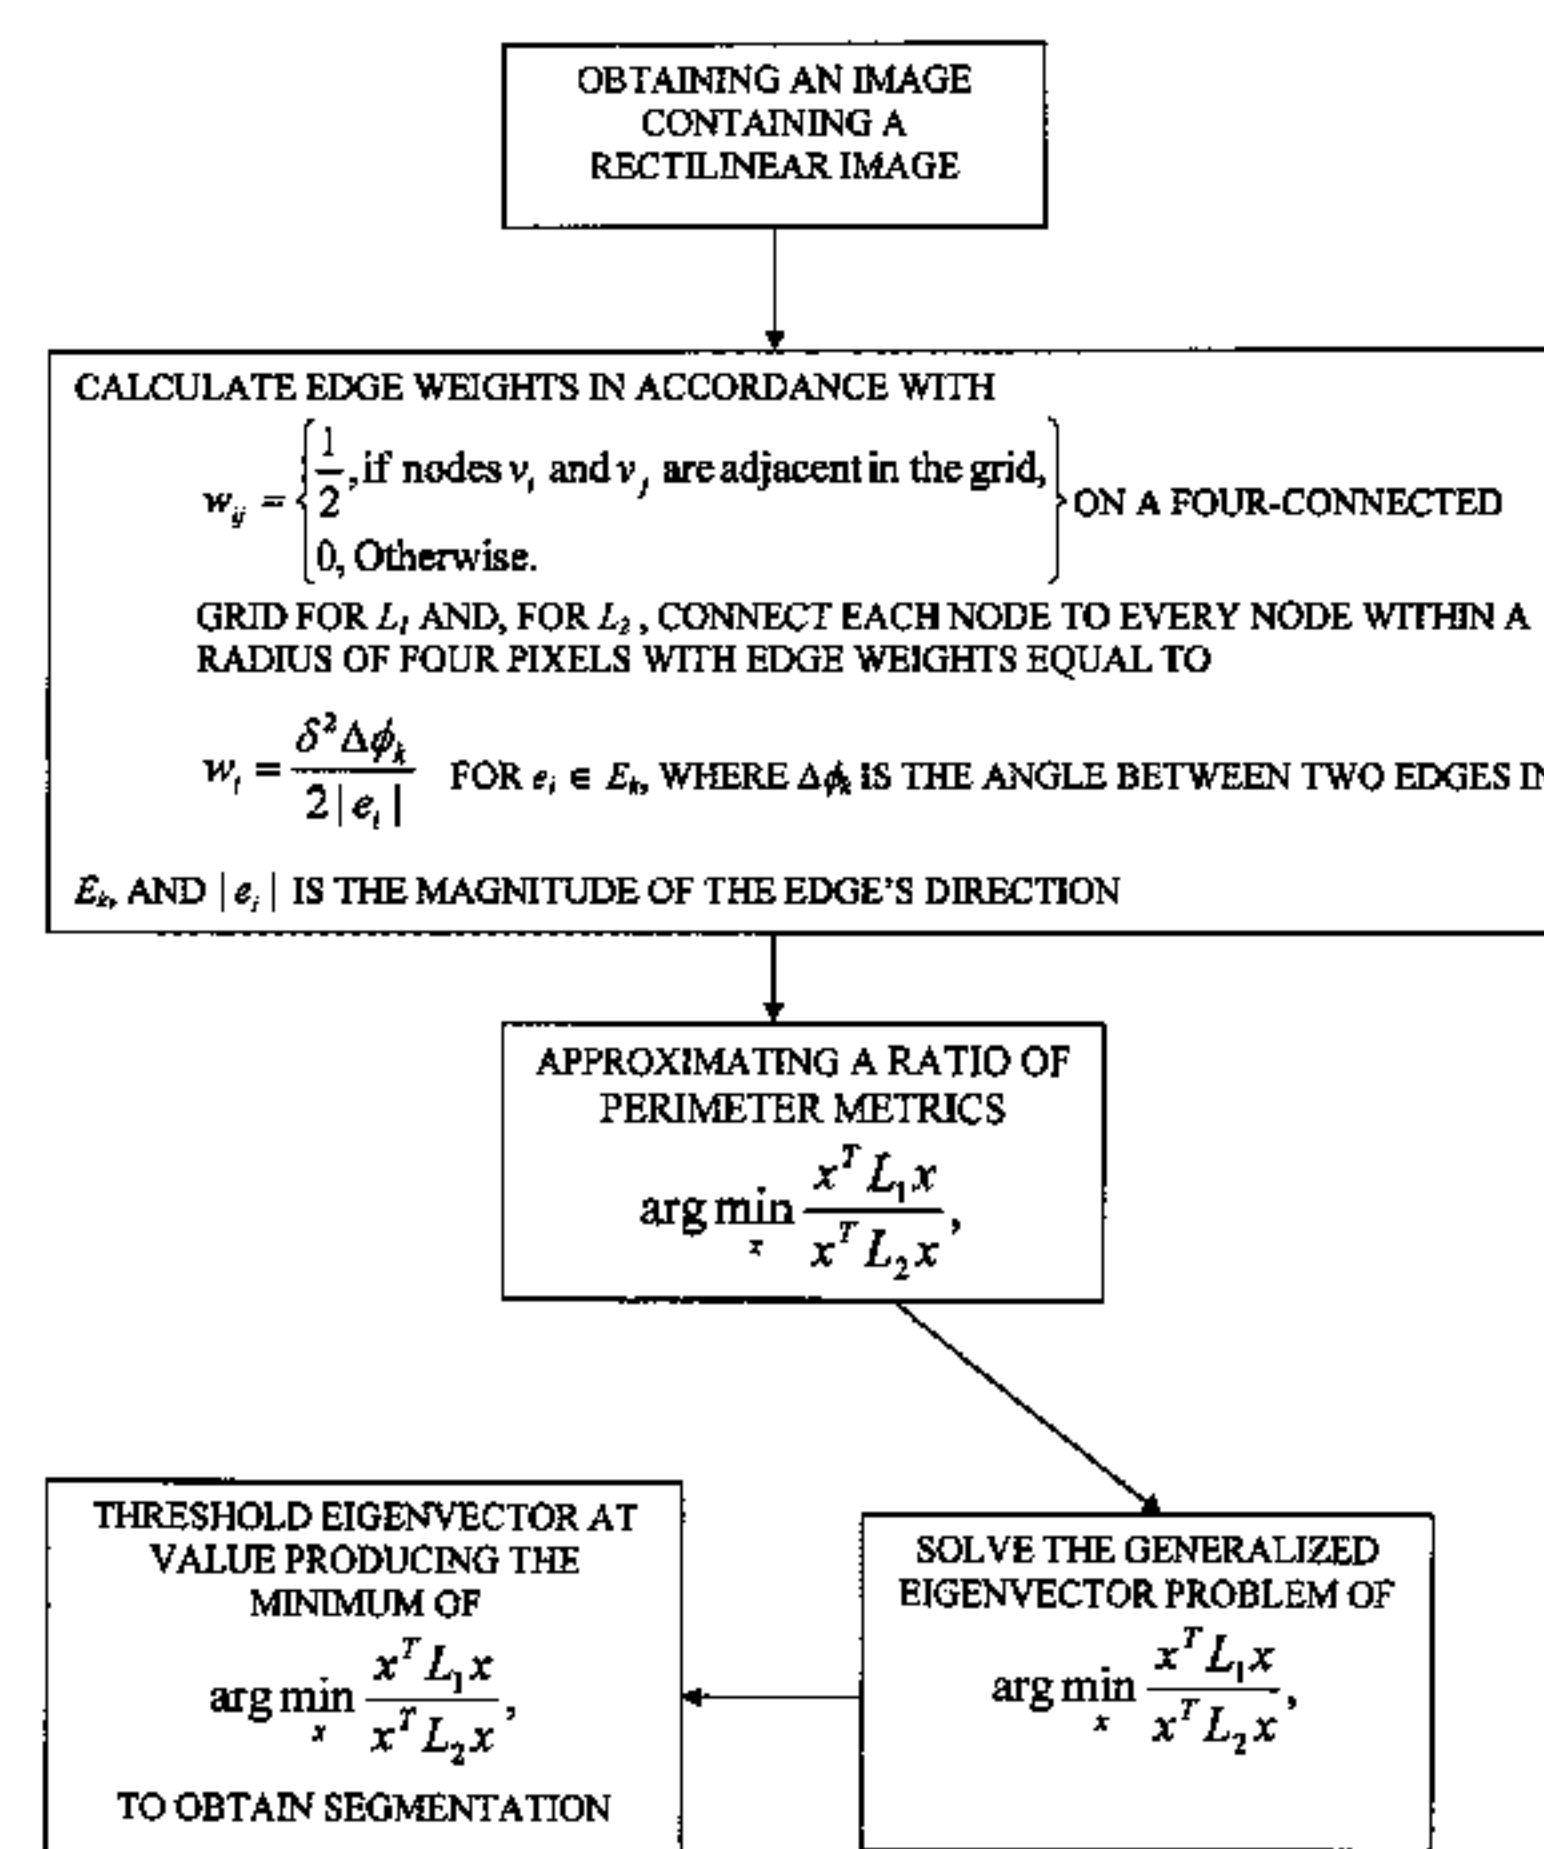 OBTAINING AN IMAGE
CONTAINING A
RECTILINEAR IMAGE
CALCULATE EDGE WEIGHTS IN ACCORDANCE WITH
w_{ij} = { 1/2, if nodes v_i and v_j are adjacent in the grid,
0, Otherwise. } ON A FOUR-CONNECTED
GRID FOR L_1 AND, FOR L_2, CONNECT EACH NODE TO EVERY NODE WITHIN A
RADIUS OF FOUR PIXELS WITH EDGE WEIGHTS EQUAL TO
w_i = δ² Δϕ_k / 2|e_i| FOR e_i ∈ E_k, WHERE Δϕ_k IS THE ANGLE BETWEEN TWO EDGES IN
E_k, AND |e_i| IS THE MAGNITUDE OF THE EDGE'S DIRECTION
APPROXIMATING A RATIO OF
PERIMETER METRICS
arg min_x x^T L_1 x / x^T L_2 x,
THRESHOLD EIGENVECTOR AT
VALUE PRODUCING THE
MINIMUM OF
arg min_x x^T L_1 x / x^T L_2 x,
TO OBTAIN SEGMENTATION
SOLVE THE GENERALIZED
EIGENVECTOR PROBLEM OF
arg min_x x^T L_1 x / x^T L_2 x,